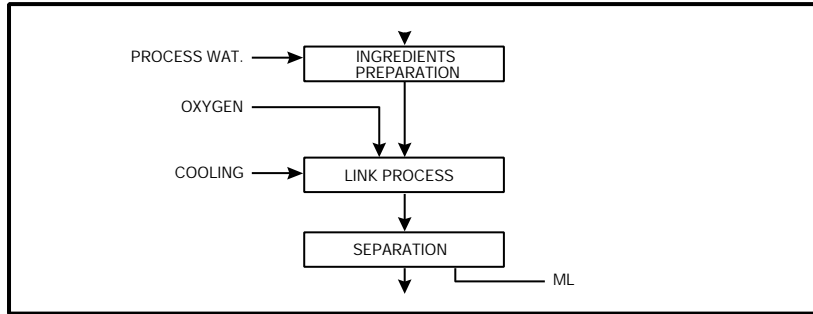 PROCESS WAT.
INGREDIENTS
PREPARATION
OXYGEN
COOLING
LINK PROCESS
SEPARATION
ML